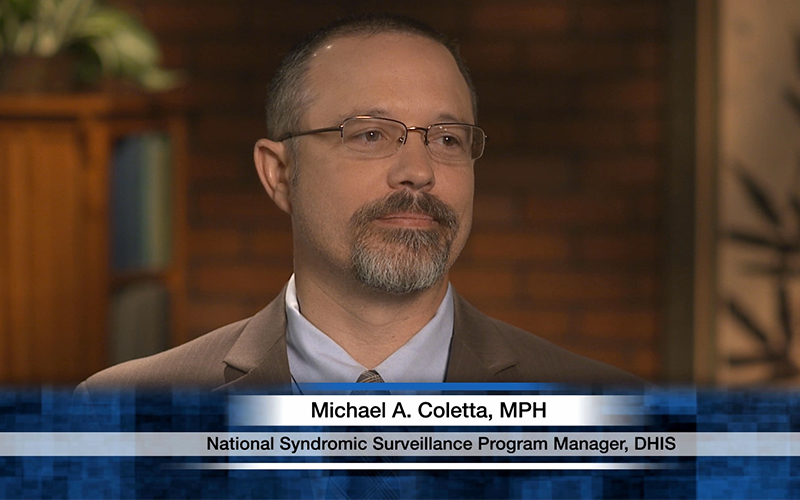 Michael A. Coletta, MPH
National Syndromic Surveillance Program Manager, DHIS